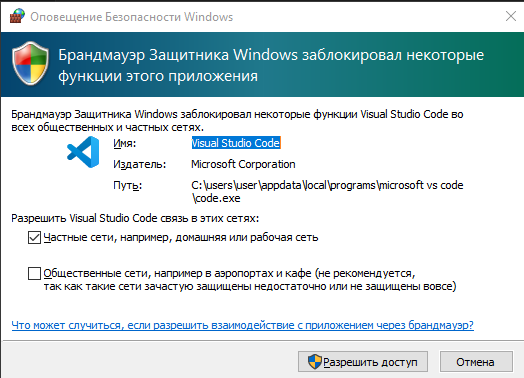 Оповещение Безопасности Windows
Брандмауэр Защитника Windows заблокировал некоторые
функции этого приложения
Брандмауэр Защитника Windows заблокировал некоторые функции Visual Studio Code во
всех общественных и частных сетях.
Имя: Visual Studio Code
Издатель: Microsoft Corporation
Путь: C:\users\user\appdata\local\programs\microsoft vs code
\code.exe
Разрешить Visual Studio Code связь в этих сетях:
Частные сети, например, домашняя или рабочая сеть
Общественные сети, например в аэропортах и кафе (не рекомендуется,
так как такие сети зачастую защищены недостаточно или не защищены вовсе)
Что может случиться, если разрешить взаимодействие с приложением через брандмауэр?
Разрешить доступ
Отмена